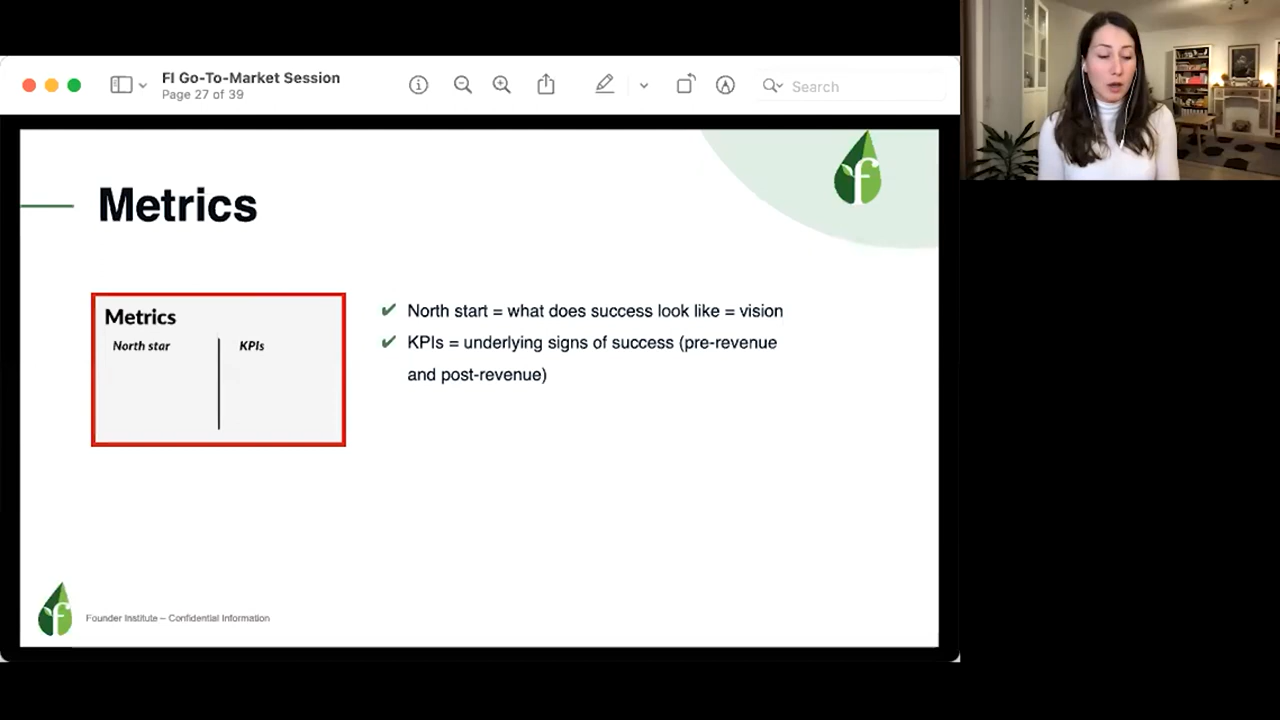 FI Go-To-Market Session
Page 27 of 39
Search
f
Metrics
Metrics
North star
KPIs
North start = what does success look like = vision
KPIs = underlying signs of success (pre-revenue
and post-revenue)
f
Founder Institute – Confidential Information